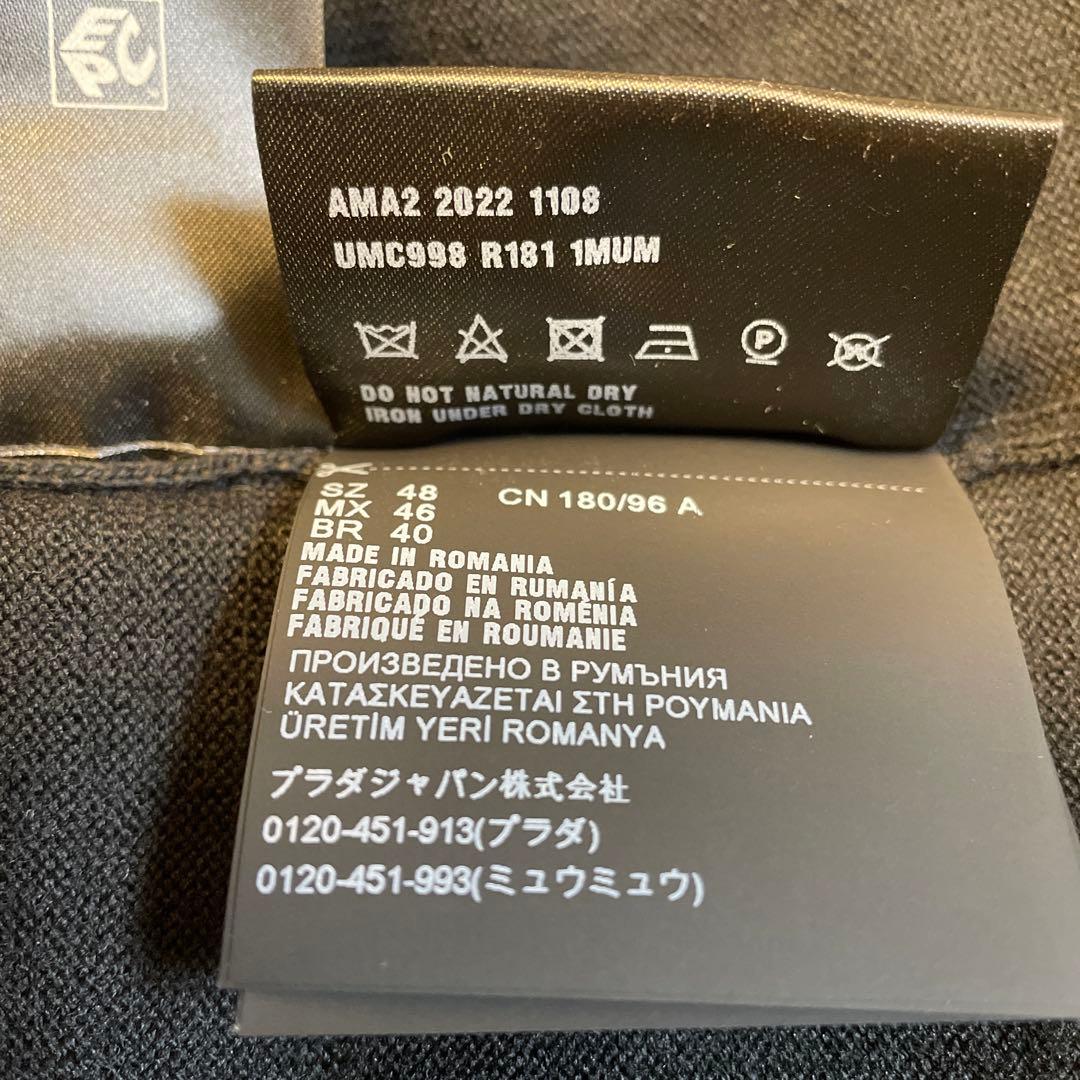 EPC
AMA2 2022 1108
UMC998 R181 1MUM
P
W
DO NOT NATURAL DRY
IRON UNDER DRY CLOTH
SZ 48 CN 180/96 A
MX 46
BR 40
MADE IN ROMANIA
FABRICADO EN RUMANÍA
FABRICADO NA ROMÉNIA
FABRIQUÉ EN ROUMANIE
ПРОИЗВЕДЕНО В РУМЪНИЯ
ΚΑΤΑΣΚΕΥΑΖΕΤΑΙ ΣΤΗ ΡΟΥΜΑΝΙΑ
ÜRETİM YERİ ROMANYA
プラダジャパン株式会社
0120-451-913(プラダ)
0120-451-993(ミュウミュウ)